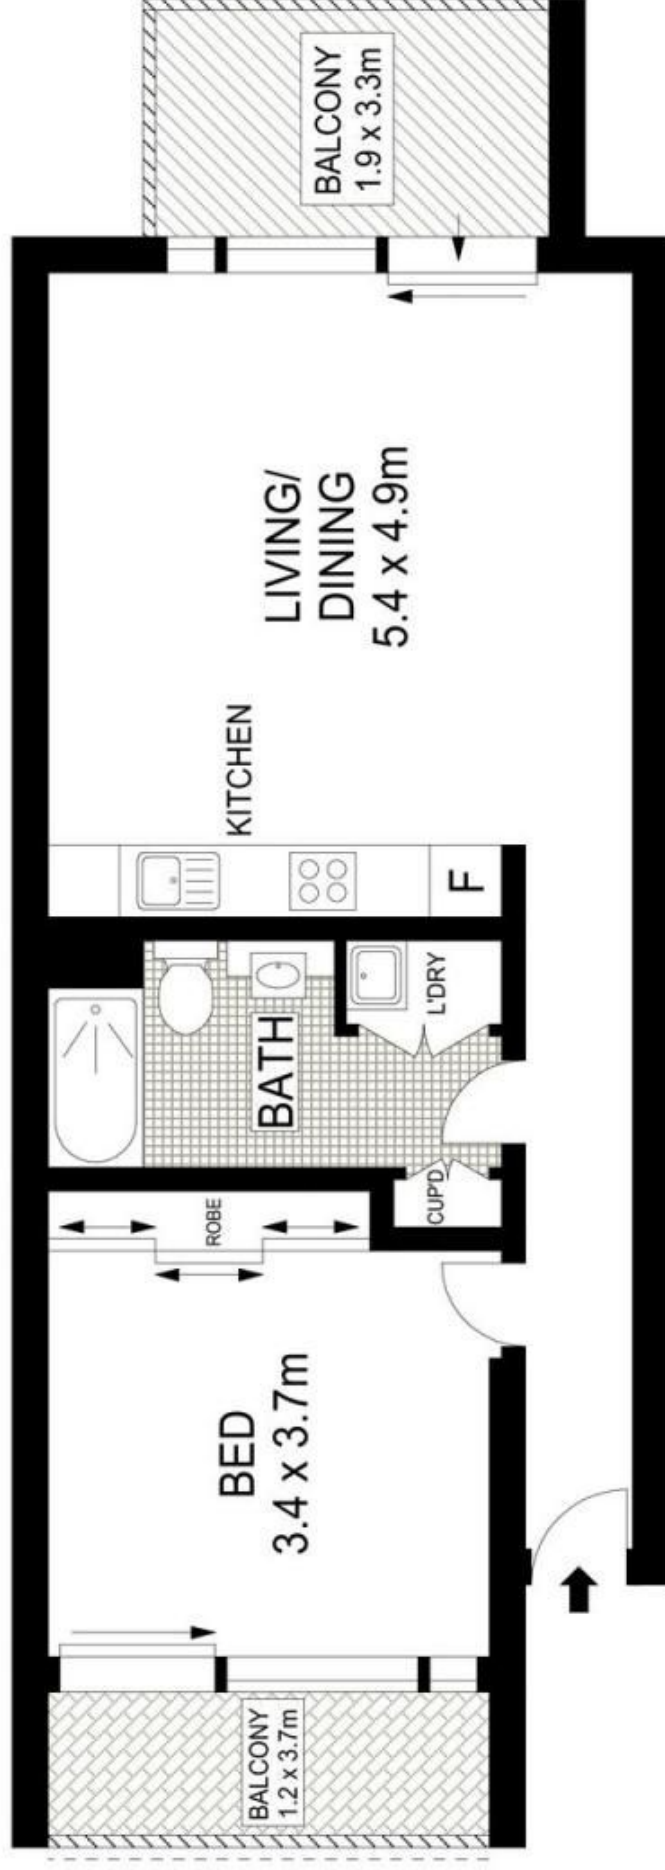 BALCONY
1.9 x 3.3m
LIVING/
DINING
5.4 x 4.9m
KITCHEN
F
L'DRY
BATH
CUP'D
ROBE
BED
3.4 x 3.7m
BALCONY
1.2 x 3.7m